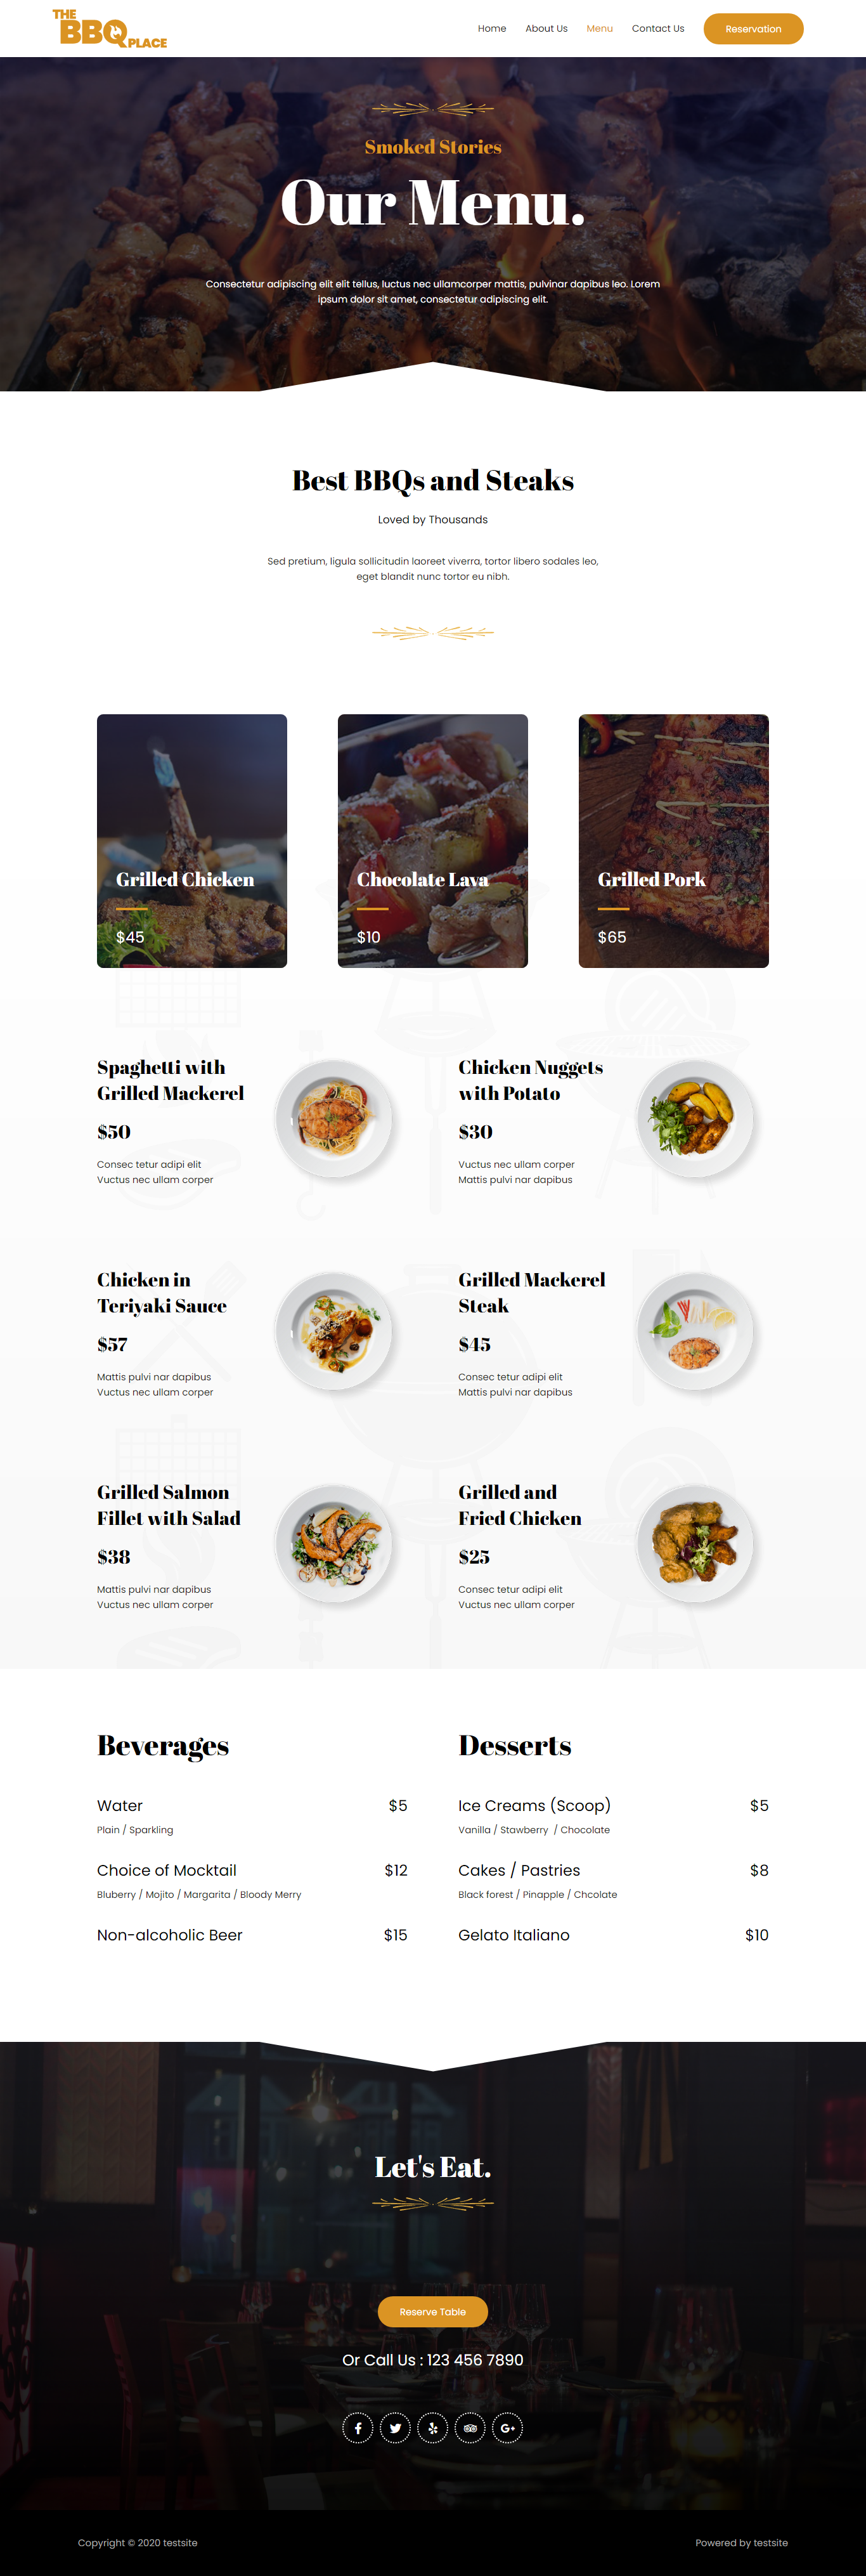 THE
BBQ
PLACE
Home
About Us
Menu
Contact Us
Reservation
Smoked Stories
Our Menu.
Consectetur adipiscing elit elit tellus, luctus nec ullamcorper mattis, pulvinar dapibus leo. Lorem
ipsum dolor sit amet, consectetur adipiscing elit.
Best BBQs and Steaks
Loved by Thousands
Sed pretium, ligula sollicitudin laoreet viverra, tortor libero sodales leo,
eget blandit nunc tortor eu nibh.
Grilled Chicken
$45
Chocolate Lava
$10
Grilled Pork
$65
Spaghetti with
Grilled Mackerel
$50
Consec tetur adipi elit
Vuctus nec ullam corper
Chicken Nuggets
with Potato
$30
Vuctus nec ullam corper
Mattis pulvi nar dapibus
Chicken in
Teriyaki Sauce
$57
Mattis pulvi nar dapibus
Vuctus nec ullam corper
Grilled Mackerel
Steak
$45
Consec tetur adipi elit
Mattis pulvi nar dapibus
Grilled Salmon
Fillet with Salad
$38
Mattis pulvi nar dapibus
Vuctus nec ullam corper
Grilled and
Fried Chicken
$25
Consec tetur adipi elit
Vuctus nec ullam corper
Beverages
Water $5
Plain / Sparkling
Choice of Mocktail $12
Bluberry / Mojito / Margarita / Bloody Merry
Non-alcoholic Beer $15
Desserts
Ice Creams (Scoop) $5
Vanilla / Stawberry / Chocolate
Cakes / Pastries $8
Black forest / Pinapple / Chcolate
Gelato Italiano $10
Let's Eat.
Reserve Table
Or Call Us : 123 456 7890
Copyright © 2020 testsite
Powered by testsite